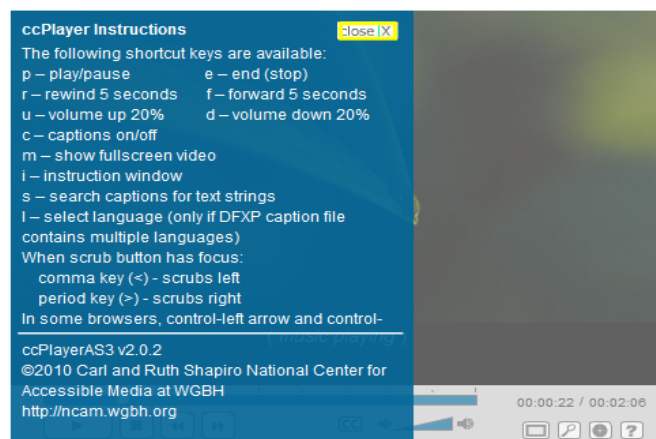 ccPlayer Instructions
close X
The following shortcut keys are available:
p – play/pause e – end (stop)
r – rewind 5 seconds f – forward 5 seconds
u – volume up 20% d – volume down 20%
c – captions on/off
m – show fullscreen video
i – instruction window
s – search captions for text strings
l – select language (only if DFXP caption file
contains multiple languages)
When scrub button has focus:
comma key (<) - scrubs left
period key (>) - scrubs right
In some browsers, control-left arrow and control-
( music playing )
ccPlayerAS3 v2.0.2
©2010 Carl and Ruth Shapiro National Center for
Accessible Media at WGBH
http://ncam.wgbh.org
00:00:22 / 00:02:06
CC
?